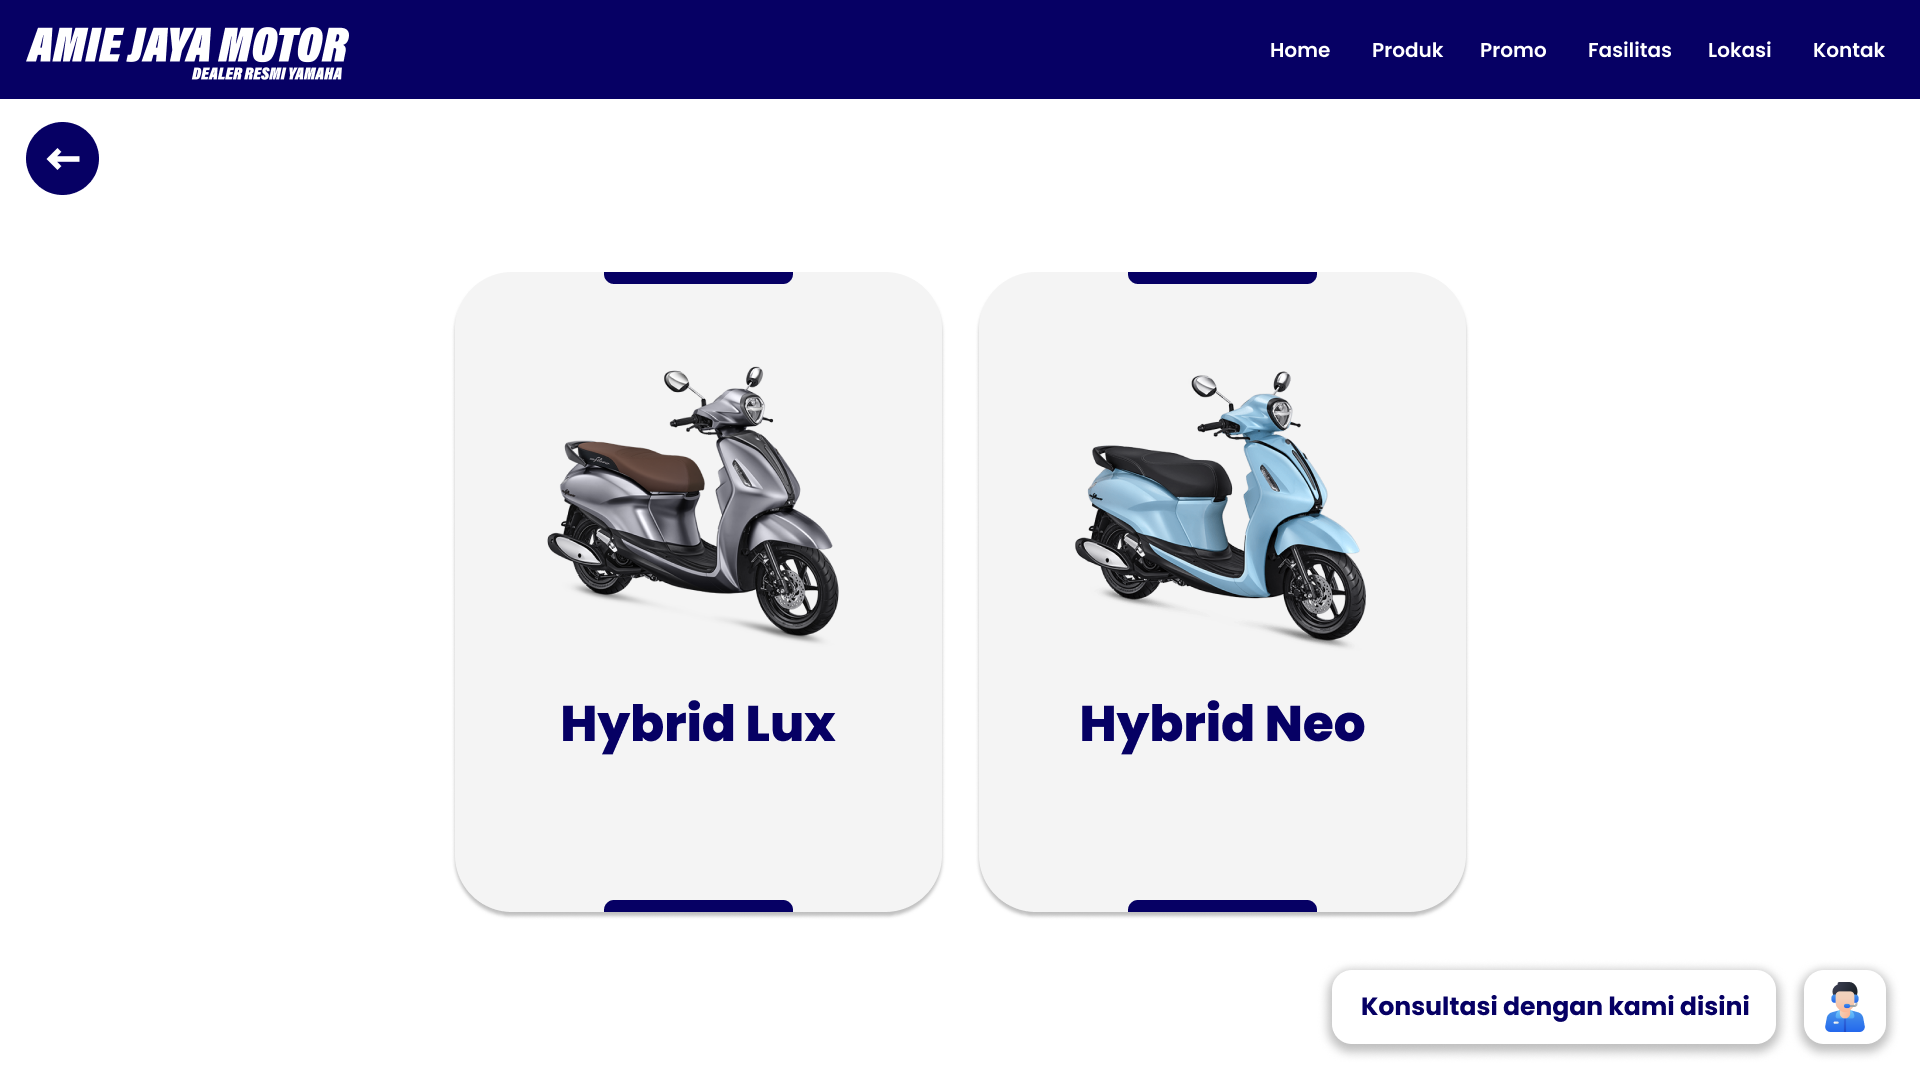 AMIE JAYA MOTOR
DEALER RESMI YAMAHA
Home Produk Promo Fasilitas Lokasi Kontak
Hybrid Lux
Hybrid Neo
Konsultasi dengan kami disini